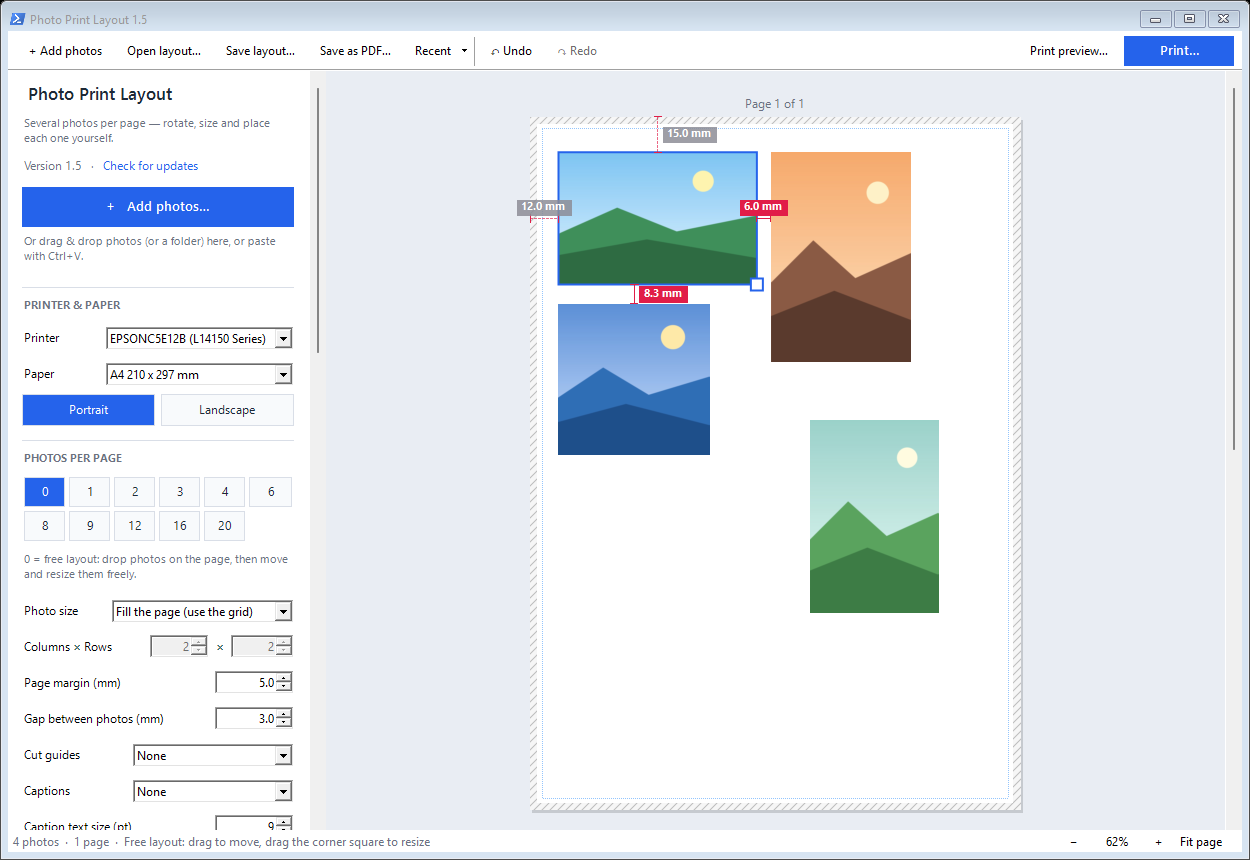 Photo Print Layout 1.5
+ Add photos
Open layout...
Save layout...
Save as PDF...
Recent
Undo
Redo
Print preview...
Print...
Photo Print Layout
Several photos per page — rotate, size and place
each one yourself.
Version 1.5 · Check for updates
+ Add photos...
Or drag & drop photos (or a folder) here, or paste
with Ctrl+V.
PRINTER & PAPER
Printer
EPSONC5E12B (L14150 Series)
Paper
A4 210 x 297 mm
Portrait
Landscape
PHOTOS PER PAGE
0
1
2
3
4
6
8
9
12
16
20
0 = free layout: drop photos on the page, then move
and resize them freely.
Photo size
Fill the page (use the grid)
Columns × Rows
2
×
2
Page margin (mm)
5.0
Gap between photos (mm)
3.0
Cut guides
None
Captions
None
Caption text size (pt)
9
Page 1 of 1
15.0 mm
12.0 mm
6.0 mm
8.3 mm
4 photos · 1 page · Free layout: drag to move, drag the corner square to resize
−
62%
+
Fit page